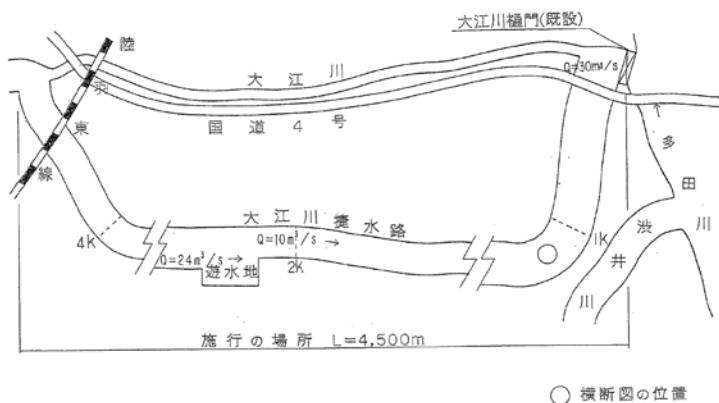 大江川樋門(既設)
陸羽東線
大江川
Q=30m³/s
国道4号
多田川
大江川捷水路
渋井川
4K
1K
Q=10m³/s→
Q=24m³/s→
遊水地
2K
施行の場所 L=4,500m
○ 横断図の位置